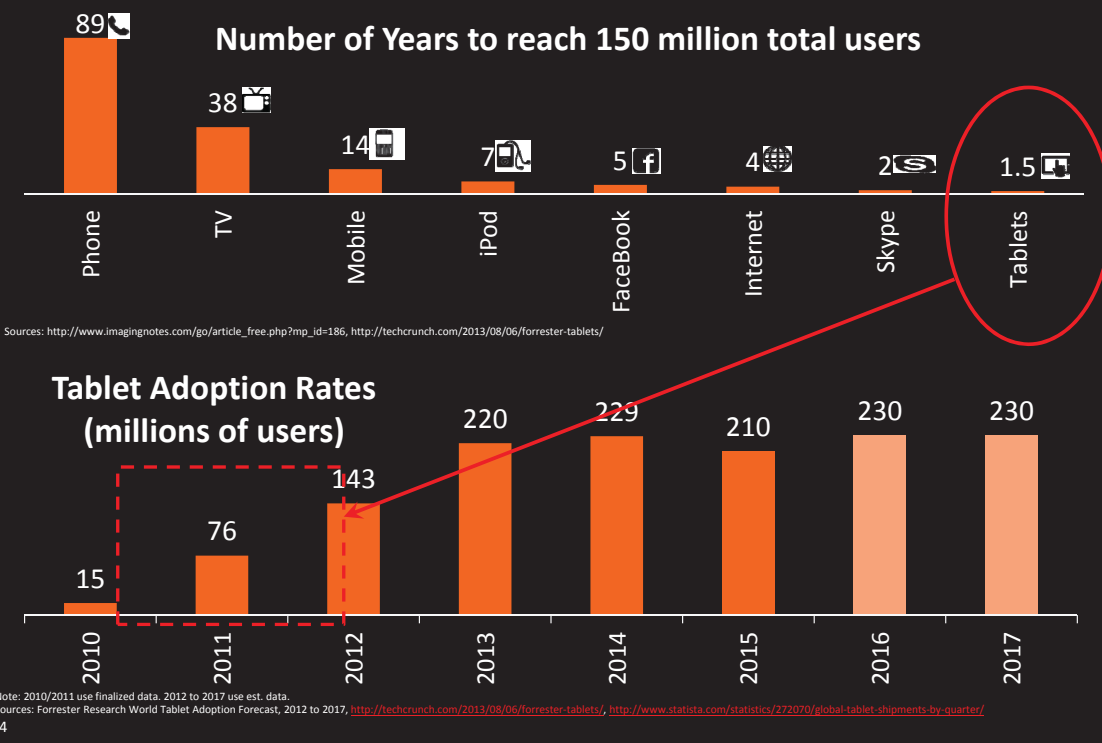 Number of Years to reach 150 million total users
89
38
14
7
5
4
2
1.5
Phone
TV
Mobile
iPod
FaceBook
Internet
Skype
Tablets
Sources: http://www.imagingnotes.com/go/article_free.php?mp_id=186, http://techcrunch.com/2013/08/06/forrester-tablets/
Tablet Adoption Rates
(millions of users)
15
76
143
220
229
210
230
230
2010
2011
2012
2013
2014
2015
2016
2017
Note: 2010/2011 use finalized data. 2012 to 2017 use est. data.
ources: Forrester Research World Tablet Adoption Forecast, 2012 to 2017, http://techcrunch.com/2013/08/06/forrester-tablets/, http://www.statista.com/statistics/272070/global-tablet-shipments-by-quarter/
4